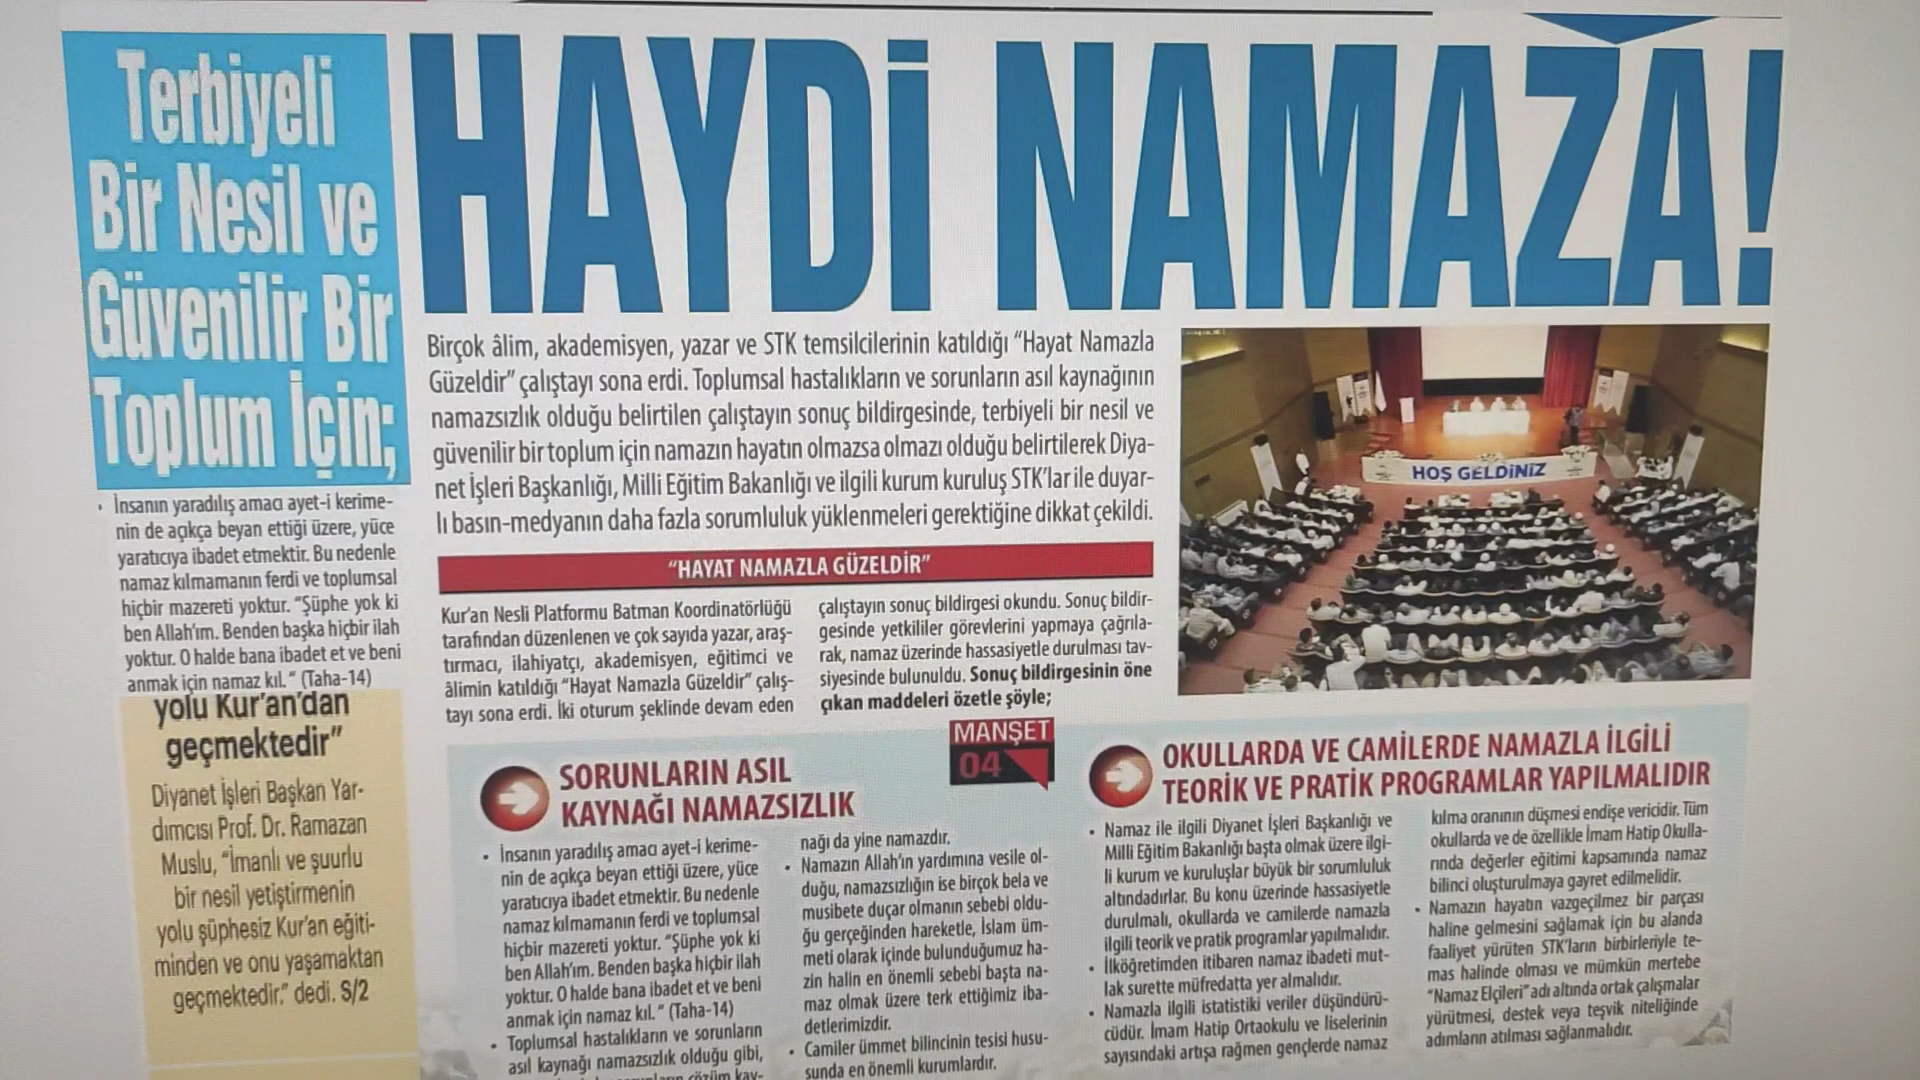 Terbiyeli
Bir Nesil ve
Güvenilir Bir
Toplum İçin;
• İnsanın yaradılış amacı ayet-i kerime-
nin de açıkça beyan ettiği üzere, yüce
yaratıcıya ibadet etmektir. Bu nedenle
namaz kılmamanın ferdi ve toplumsal
hiçbir mazereti yoktur. “Şüphe yok ki
ben Allah’ım. Benden başka hiçbir ilah
yoktur. O halde bana ibadet et ve beni
anmak için namaz kıl.“ (Taha-14)
yolu Kur’an’dan
geçmektedir”
Diyanet İşleri Başkan Yar-
dımcısı Prof. Dr. Ramazan
Muslu, “İmanlı ve şuurlu
bir nesil yetiştirmenin
yolu şüphesiz Kur’an eğiti-
minden ve onu yaşamaktan
geçmektedir.” dedi. S/2
HAYDİ NAMAZA!
Birçok âlim, akademisyen, yazar ve STK temsilcilerinin katıldığı “Hayat Namazla
Güzeldir” çalıştayı sona erdi. Toplumsal hastalıkların ve sorunların asıl kaynağının
namazsızlık olduğu belirtilen çalıştayın sonuç bildirgesinde, terbiyeli bir nesil ve
güvenilir bir toplum için namazın hayatın olmazsa olmazı olduğu belirtilerek Diya-
net İşleri Başkanlığı, Milli Eğitim Bakanlığı ve ilgili kurum kuruluş STK’lar ile duyar-
lı basın-medyanın daha fazla sorumluluk yüklenmeleri gerektiğine dikkat çekildi.
HOŞ GELDİNİZ
“HAYAT NAMAZLA GÜZELDİR”
Kur’an Nesli Platformu Batman Koordinatörlüğü
tarafından düzenlenen ve çok sayıda yazar, araş-
tırmacı, ilahiyatçı, akademisyen, eğitimci ve
âlimin katıldığı “Hayat Namazla Güzeldir” çalış-
tayı sona erdi. İki oturum şeklinde devam eden
çalıştayın sonuç bildirgesi okundu. Sonuç bildir-
gesinde yetkililer görevlerini yapmaya çağrıla-
rak, namaz üzerinde hassasiyetle durulması tav-
siyesinde bulunuldu. Sonuç bildirgesinin öne
çıkan maddeleri özetle şöyle;
MANŞET
04
SORUNLARIN ASIL
KAYNAĞI NAMAZSIZLIK
• İnsanın yaradılış amacı ayet-i kerime-
nin de açıkça beyan ettiği üzere, yüce
yaratıcıya ibadet etmektir. Bu nedenle
namaz kılmamanın ferdi ve toplumsal
hiçbir mazereti yoktur. “Şüphe yok ki
ben Allah’ım. Benden başka hiçbir ilah
yoktur. O halde bana ibadet et ve beni
anmak için namaz kıl.“ (Taha-14)
• Toplumsal hastalıkların ve sorunların
asıl kaynağı namazsızlık olduğu gibi,
çözüm kay-
nağı da yine namazdır.
• Namazın Allah’ın yardımına vesile ol-
duğu, namazsızlığın ise birçok bela ve
musibete duçar olmanın sebebi oldu-
ğu gerçeğinden hareketle, İslam üm-
meti olarak içinde bulunduğumuz ha-
zin halin en önemli sebebi başta na-
maz olmak üzere terk ettiğimiz iba-
detlerimizdir.
• Camiler ümmet bilincinin tesisi husu-
sunda en önemli kurumlardır.
OKULLARDA VE CAMİLERDE NAMAZLA İLGİLİ
TEORİK VE PRATİK PROGRAMLAR YAPILMALIDIR
• Namaz ile ilgili Diyanet İşleri Başkanlığı ve
Milli Eğitim Bakanlığı başta olmak üzere ilgi-
li kurum ve kuruluşlar büyük bir sorumluluk
altındadırlar. Bu konu üzerinde hassasiyetle
durulmalı, okullarda ve camilerde namazla
ilgili teorik ve pratik programlar yapılmalıdır.
• İlköğretimden itibaren namaz ibadeti mut-
lak surette müfredatta yer almalıdır.
• Namazla ilgili istatistiki veriler düşündürü-
cüdür. İmam Hatip Ortaokulu ve liselerinin
sayısındaki artışa rağmen gençlerde namaz
kılma oranının düşmesi endişe vericidir. Tüm
okullarda ve de özellikle İmam Hatip Okulla-
rında değerler eğitimi kapsamında namaz
bilinci oluşturulmaya gayret edilmelidir.
• Namazın hayatın vazgeçilmez bir parçası
haline gelmesini sağlamak için bu alanda
faaliyet yürüten STK’ların birbirleriyle te-
mas halinde olması ve mümkün mertebe
“Namaz Elçileri” adı altında ortak çalışmalar
yürütmesi, destek veya teşvik niteliğinde
adımların atılması sağlanmalıdır.